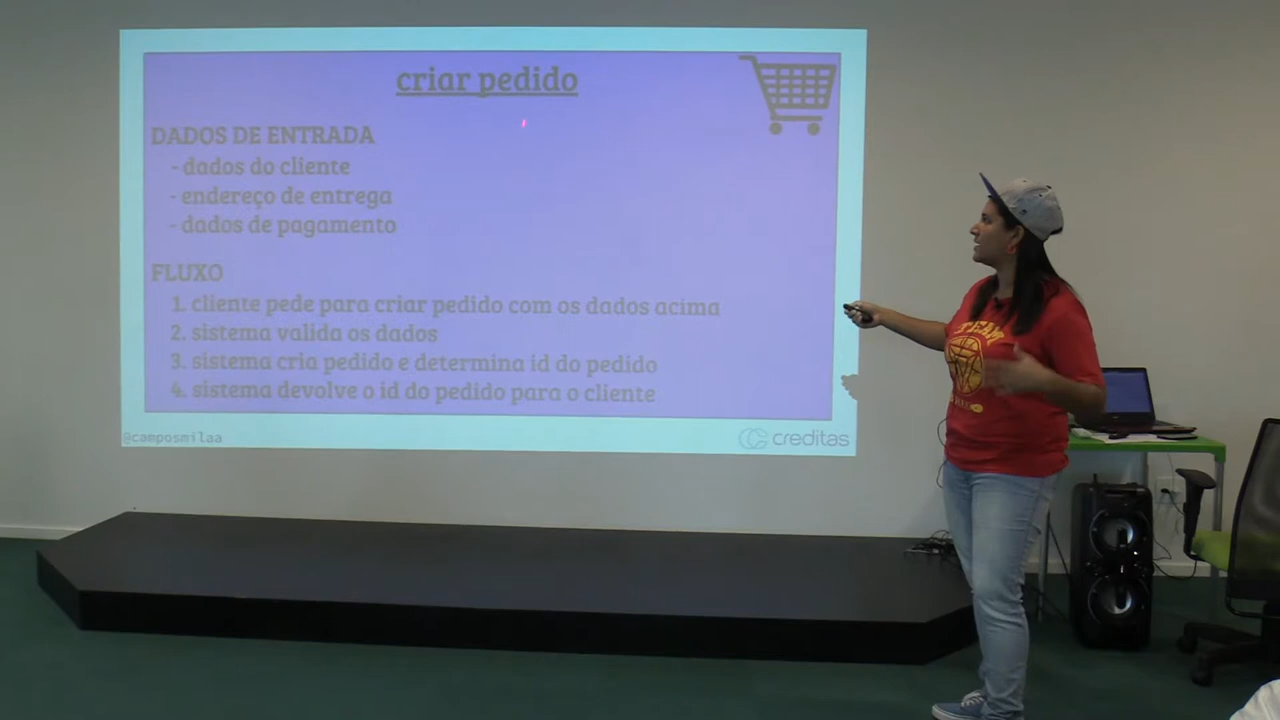 criar pedido
DADOS DE ENTRADA
- dados do cliente
- endereço de entrega
- dados de pagamento
FLUXO
1. cliente pede para criar pedido com os dados acima
2. sistema valida os dados
3. sistema cria pedido e determina id do pedido
4. sistema devolve o id do pedido para o cliente
@camposmilaa
creditas
TEAM